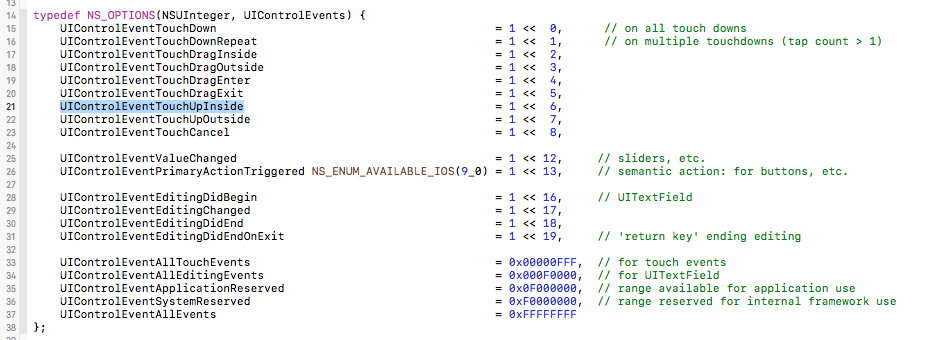 13
14 typedef NS_OPTIONS(NSUInteger, UIControlEvents) {
15 UIControlEventTouchDown = 1 << 0, // on all touch downs
16 UIControlEventTouchDownRepeat = 1 << 1, // on multiple touchdowns (tap count > 1)
17 UIControlEventTouchDragInside = 1 << 2,
18 UIControlEventTouchDragOutside = 1 << 3,
19 UIControlEventTouchDragEnter = 1 << 4,
20 UIControlEventTouchDragExit = 1 << 5,
21 UIControlEventTouchUpInside = 1 << 6,
22 UIControlEventTouchUpOutside = 1 << 7,
23 UIControlEventTouchCancel = 1 << 8,
24
25 UIControlEventValueChanged = 1 << 12, // sliders, etc.
26 UIControlEventPrimaryActionTriggered NS_ENUM_AVAILABLE_IOS(9_0) = 1 << 13, // semantic action: for buttons, etc.
27
28 UIControlEventEditingDidBegin = 1 << 16, // UITextField
29 UIControlEventEditingChanged = 1 << 17,
30 UIControlEventEditingDidEnd = 1 << 18,
31 UIControlEventEditingDidEndOnExit = 1 << 19, // 'return key' ending editing
32
33 UIControlEventAllTouchEvents = 0x00000FFF, // for touch events
34 UIControlEventAllEditingEvents = 0x000F0000, // for UITextField
35 UIControlEventApplicationReserved = 0x0F000000, // range available for application use
36 UIControlEventSystemReserved = 0xF0000000, // range reserved for internal framework use
37 UIControlEventAllEvents = 0xFFFFFFFF
38 };